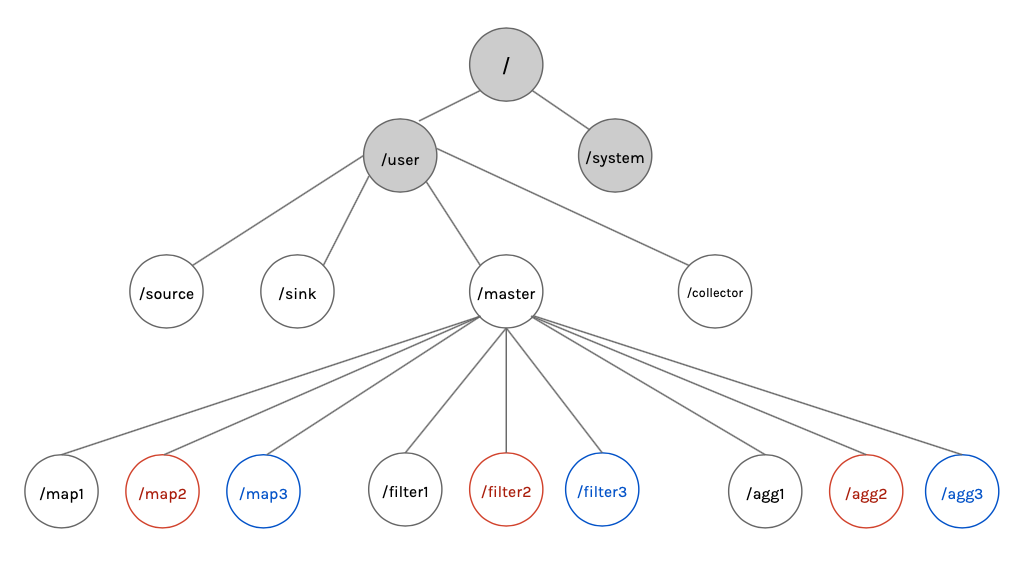 /
/user
/system
/source
/sink
/master
/collector
/map1
/map2
/map3
/filter1
/filter2
/filter3
/agg1
/agg2
/agg3